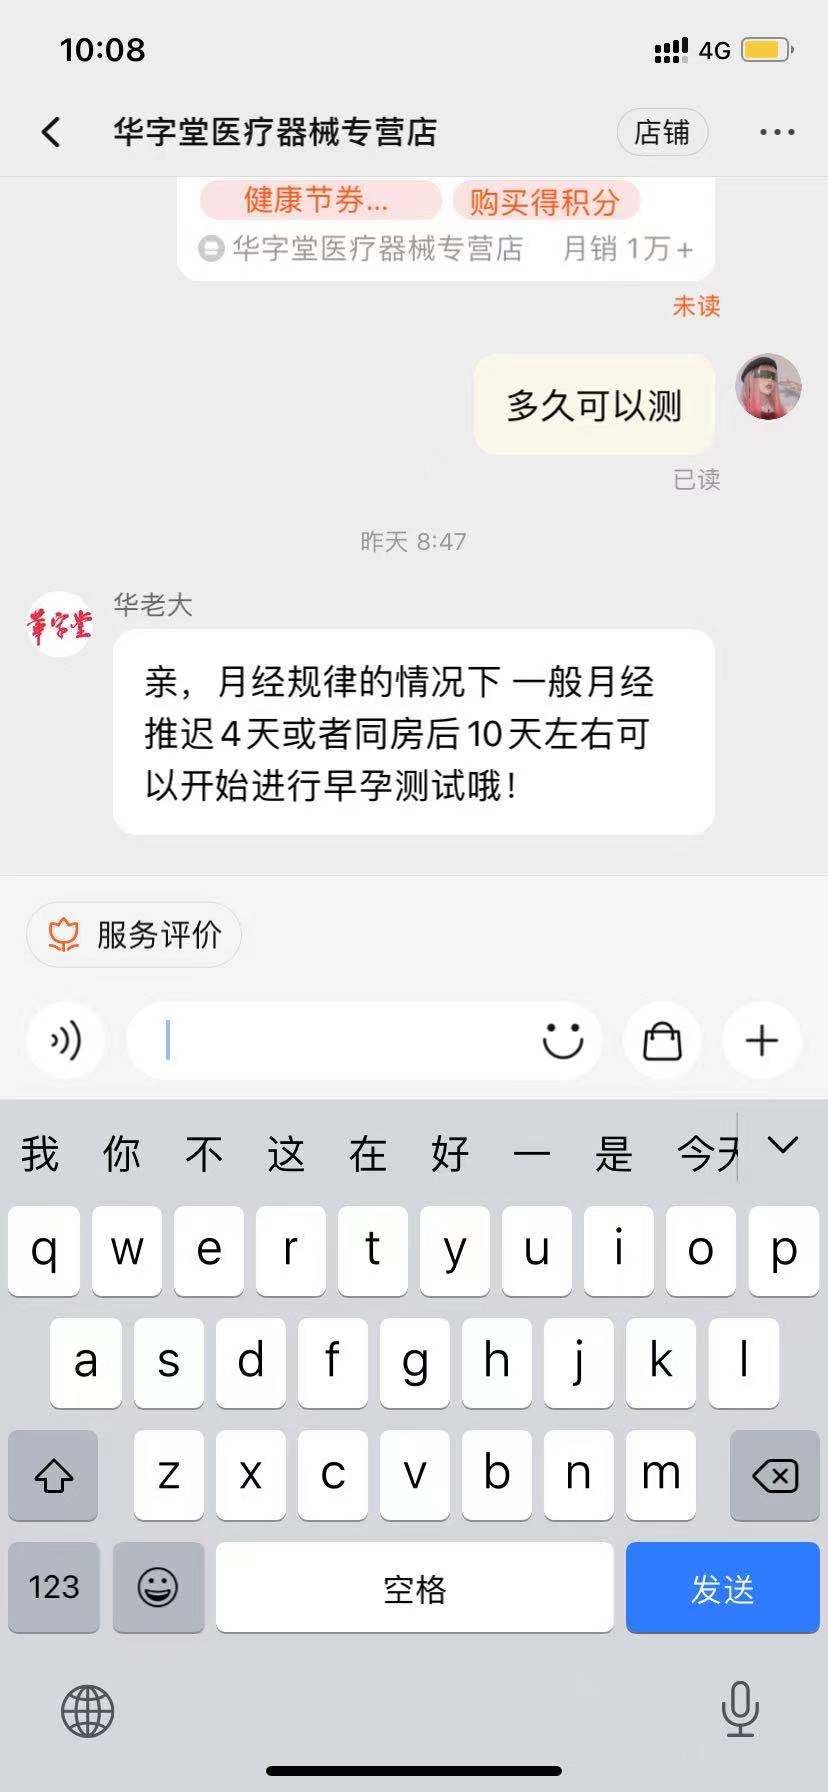 10:08
4G
华字堂医疗器械专营店
店铺
健康节券...
购买得积分
华字堂医疗器械专营店 月销 1万+
未读
多久可以测
已读
昨天 8:47
華字堂
华老大
亲，月经规律的情况下 一般月经
推迟4天或者同房后10天左右可
以开始进行早孕测试哦！
服务评价
我 你 不 这 在 好 一 是 今天
q w e r t y u i o p
a s d f g h j k l
z x c v b n m
123 空格 发送